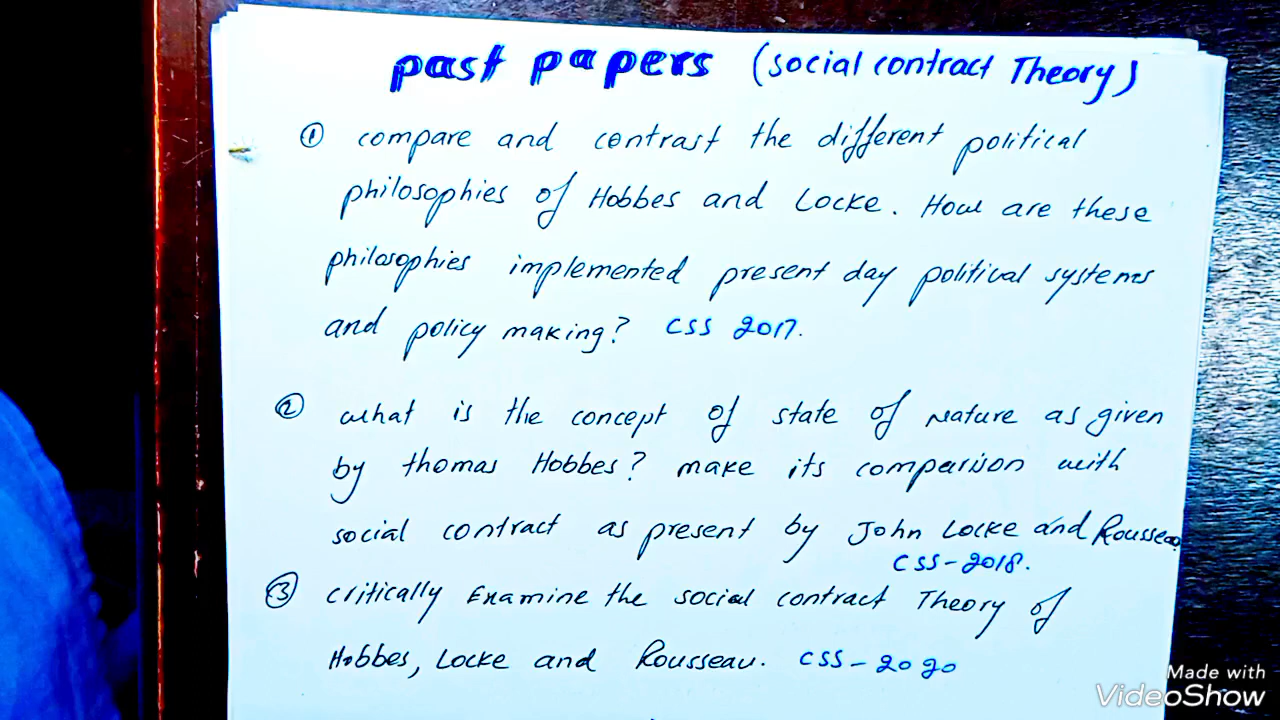 past papers (social contract Theory)
① compare and contrast the different political
philosophies of Hobbes and Locke. How are these
philosophies implemented present day political systems
and policy making? CSS 2017.
② what is the concept of state of Nature as given
by thomas Hobbes? make its comparison with
social contract as present by John Locke and Rousseau
CSS-2018.
③ critically Examine the social contract Theory of
Hobbes, Locke and Rousseau. CSS-2020
Made with
VideoShow